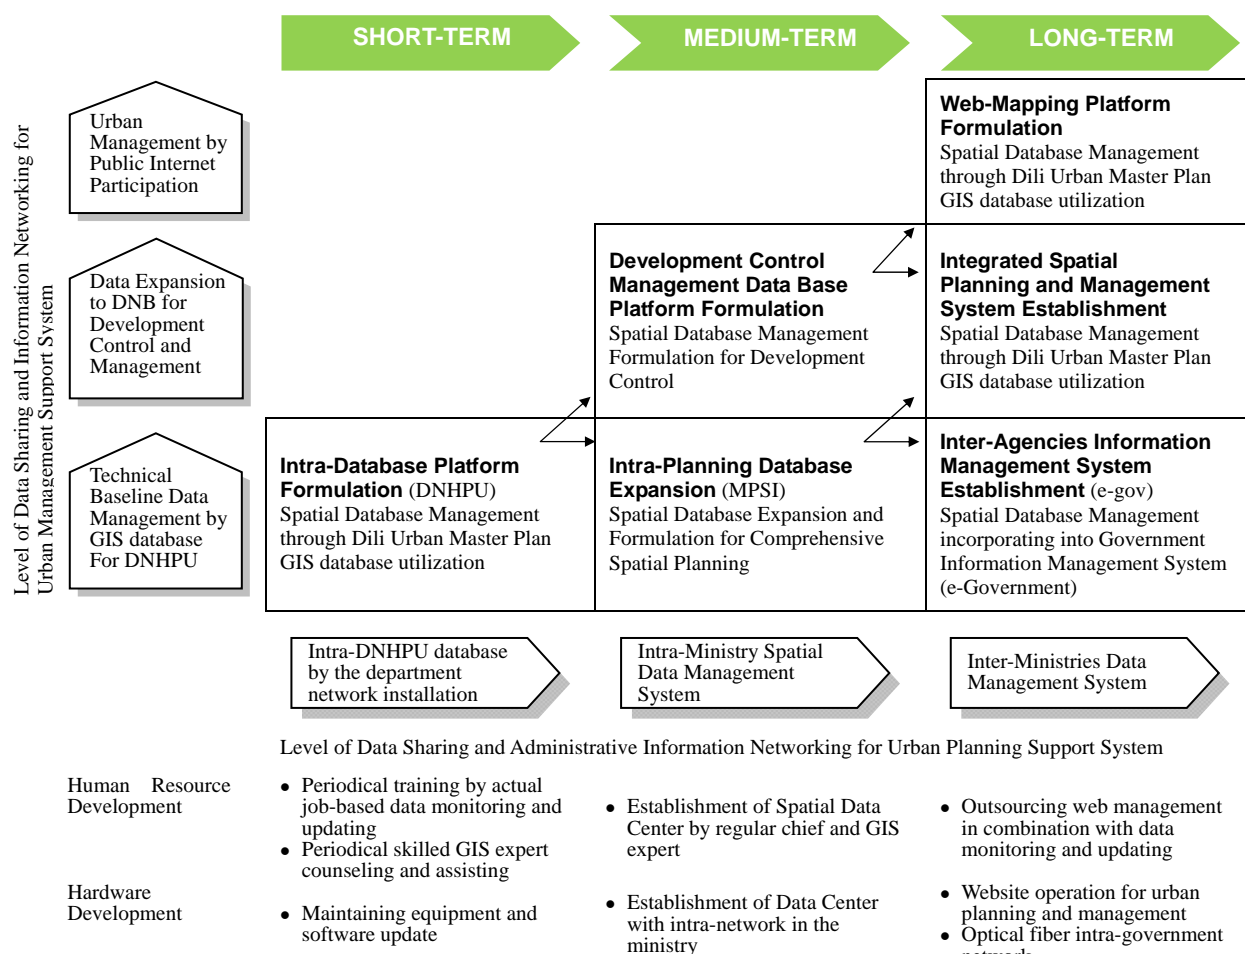 SHORT-TERM
MEDIUM-TERM
LONG-TERM
Level of Data Sharing and Information Networking for
Urban Management Support System
Urban
Management by
Public Internet
Participation
Web-Mapping Platform
Formulation
Spatial Database Management
through Dili Urban Master Plan
GIS database utilization
Data Expansion
to DNB for
Development
Control and
Management
Development Control
Management Data Base
Platform Formulation
Spatial Database Management
Formulation for Development
Control
Integrated Spatial
Planning and Management
System Establishment
Spatial Database Management
through Dili Urban Master Plan
GIS database utilization
Technical
Baseline Data
Management by
GIS database
For DNHPU
Intra-Database Platform
Formulation (DNHPU)
Spatial Database Management
through Dili Urban Master Plan
GIS database utilization
Intra-Planning Database
Expansion (MPSI)
Spatial Database Expansion and
Formulation for Comprehensive
Spatial Planning
Inter-Agencies Information
Management System
Establishment (e-gov)
Spatial Database Management
incorporating into Government
Information Management System
(e-Government)
Intra-DNHPU database
by the department
network installation
Intra-Ministry Spatial
Data Management
System
Inter-Ministries Data
Management System
Level of Data Sharing and Administrative Information Networking for Urban Planning Support System
Human Resource
Development
● Periodical training by actual
job-based data monitoring and
updating
● Periodical skilled GIS expert
counseling and assisting
● Establishment of Spatial Data
Center by regular chief and GIS
expert
● Outsourcing web management
in combination with data
monitoring and updating
Hardware
Development
● Maintaining equipment and
software update
● Establishment of Data Center
with intra-network in the
ministry
● Website operation for urban
planning and management
● Optical fiber intra-government